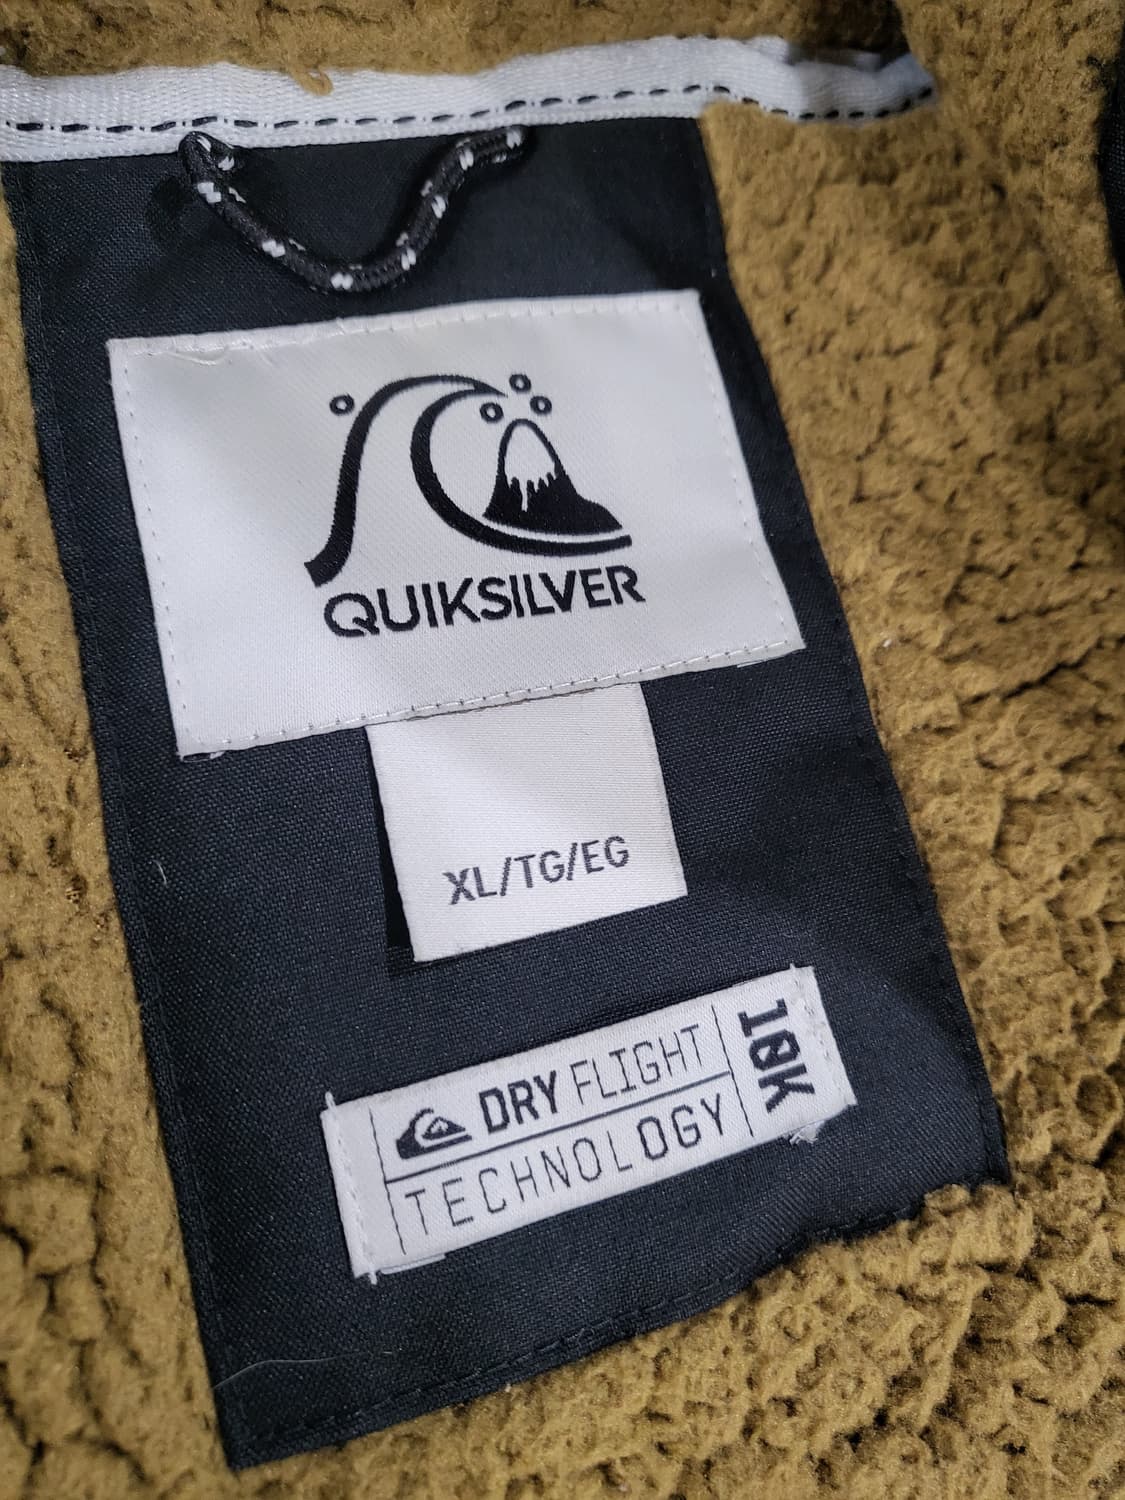 QUIKSILVER
XL/TG/EG
DRY FLIGHT
TECHNOLOGY
10K